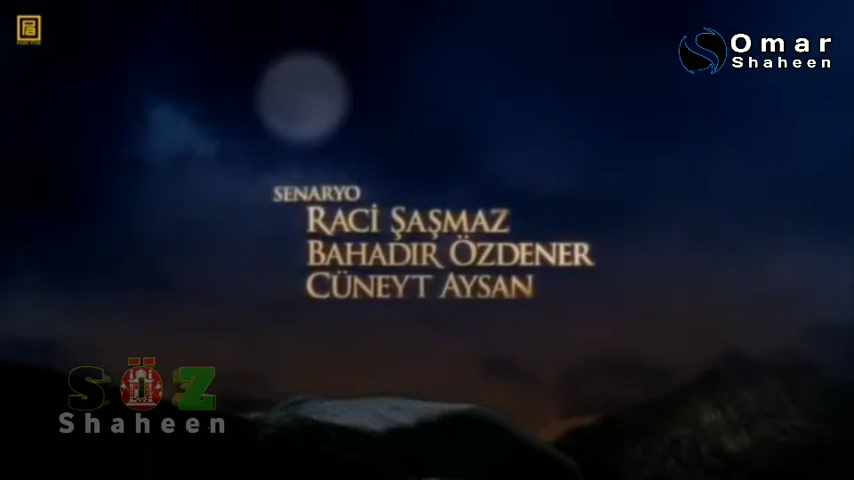 Omar
Shaheen
SENARYO
RACİ ŞAŞMAZ
BAHADIR ÖZDENER
CÜNEYT AYSAN
SÖZ
Shaheen